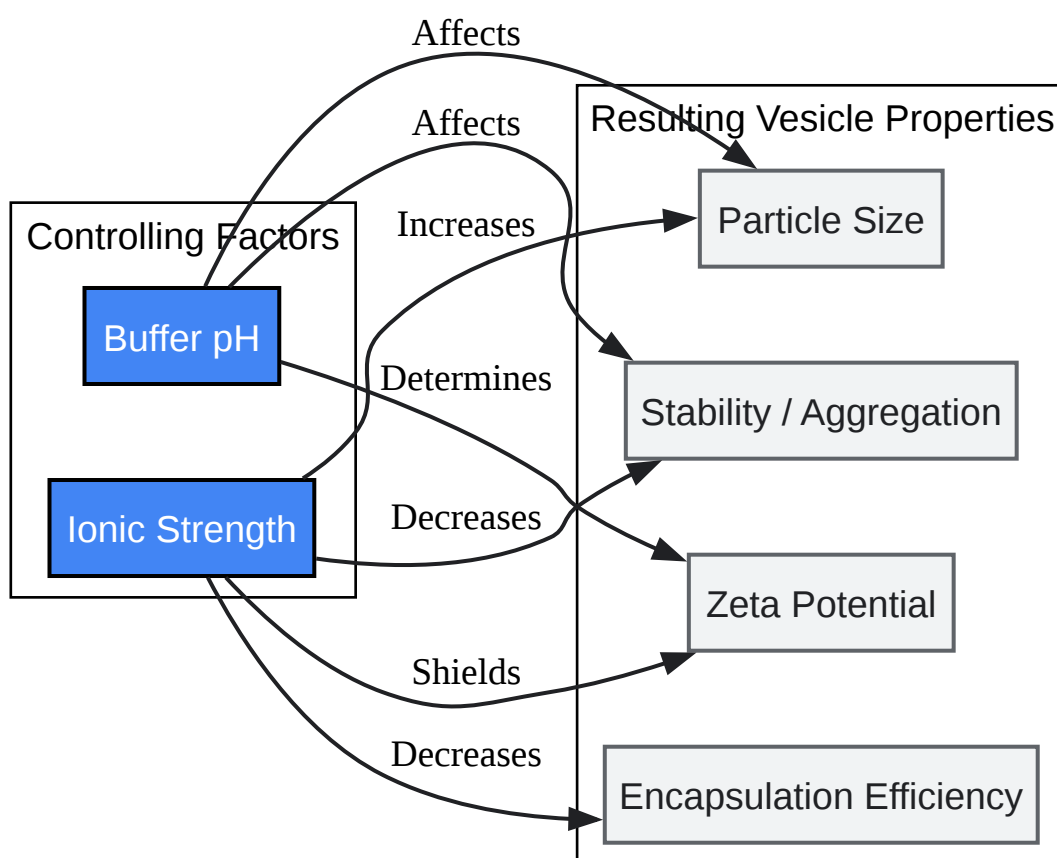 Affects
Resulting Vesicle Properties
Affects
Particle Size
Increases
Controlling Factors
Buffer pH
Determines
Stability / Aggregation
Ionic Strength
Decreases
Zeta Potential
Shields
Decreases
Encapsulation Efficiency